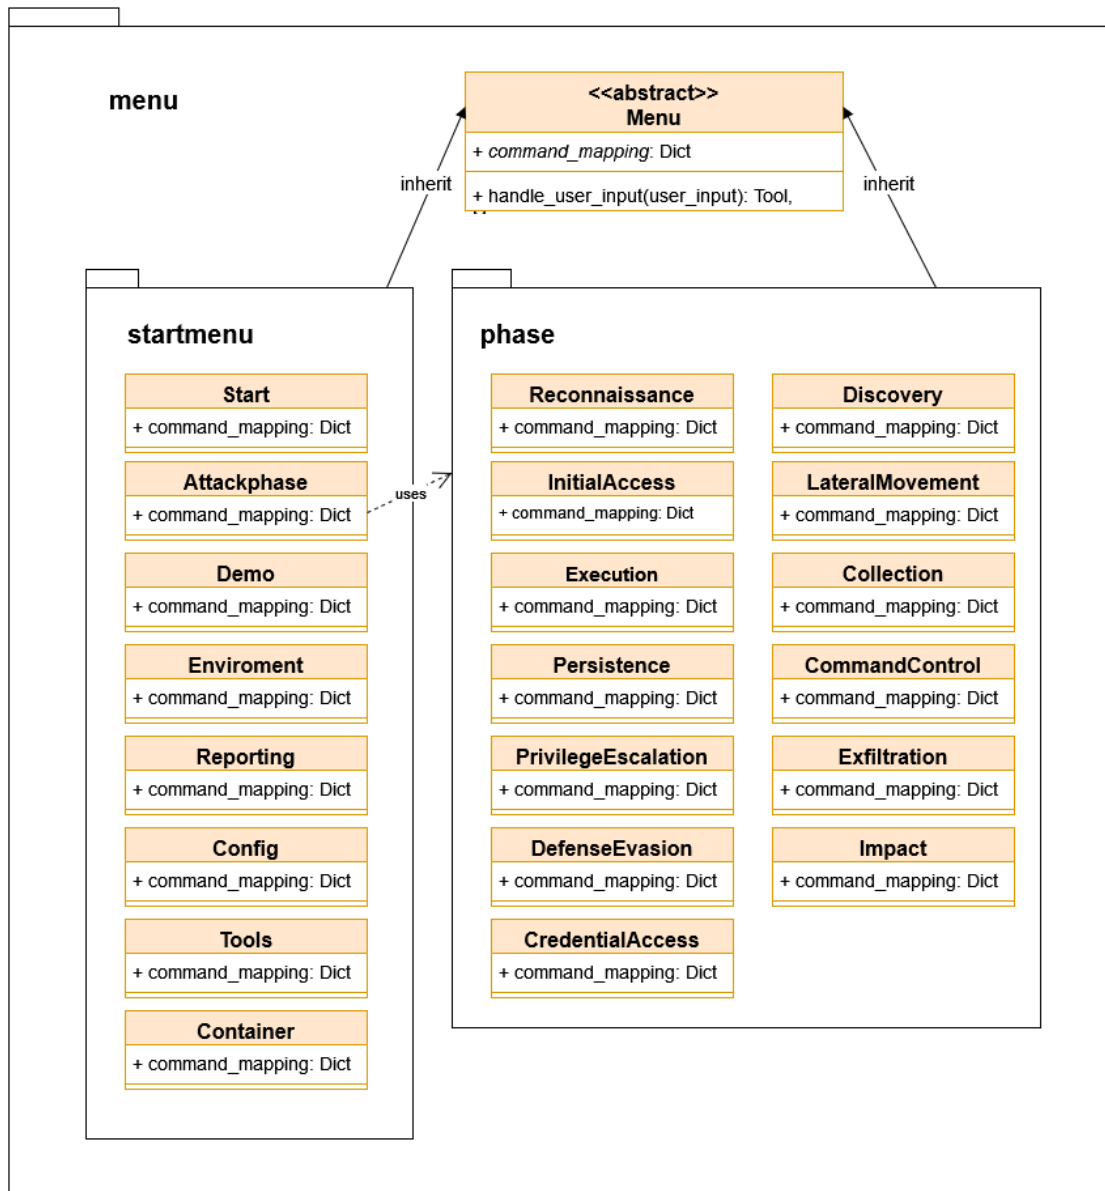 menu
<<abstract>>
Menu
+ command_mapping: Dict
+ handle_user_input(user_input): Tool,
inherit
inherit
startmenu
Start
+ command_mapping: Dict
Attackphase
+ command_mapping: Dict
Demo
+ command_mapping: Dict
Enviroment
+ command_mapping: Dict
Reporting
+ command_mapping: Dict
Config
+ command_mapping: Dict
Tools
+ command_mapping: Dict
Container
+ command_mapping: Dict
uses
phase
Reconnaissance
+ command_mapping: Dict
InitialAccess
+ command_mapping: Dict
Execution
+ command_mapping: Dict
Persistence
+ command_mapping: Dict
PrivilegeEscalation
+ command_mapping: Dict
DefenseEvasion
+ command_mapping: Dict
CredentialAccess
+ command_mapping: Dict
Discovery
+ command_mapping: Dict
LateralMovement
+ command_mapping: Dict
Collection
+ command_mapping: Dict
CommandControl
+ command_mapping: Dict
Exfiltration
+ command_mapping: Dict
Impact
+ command_mapping: Dict